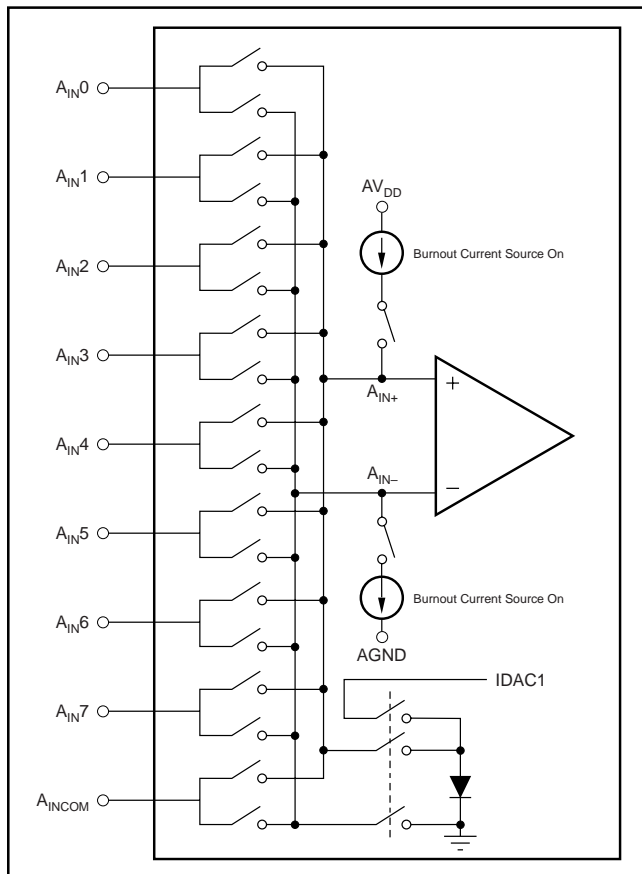 AIN0
AIN1
AVDD
Burnout Current Source On
AIN2
AIN3
AIN+
+
AIN4
AIN–
–
AIN5
Burnout Current Source On
AIN6
AGND
IDAC1
AIN7
AINCOM